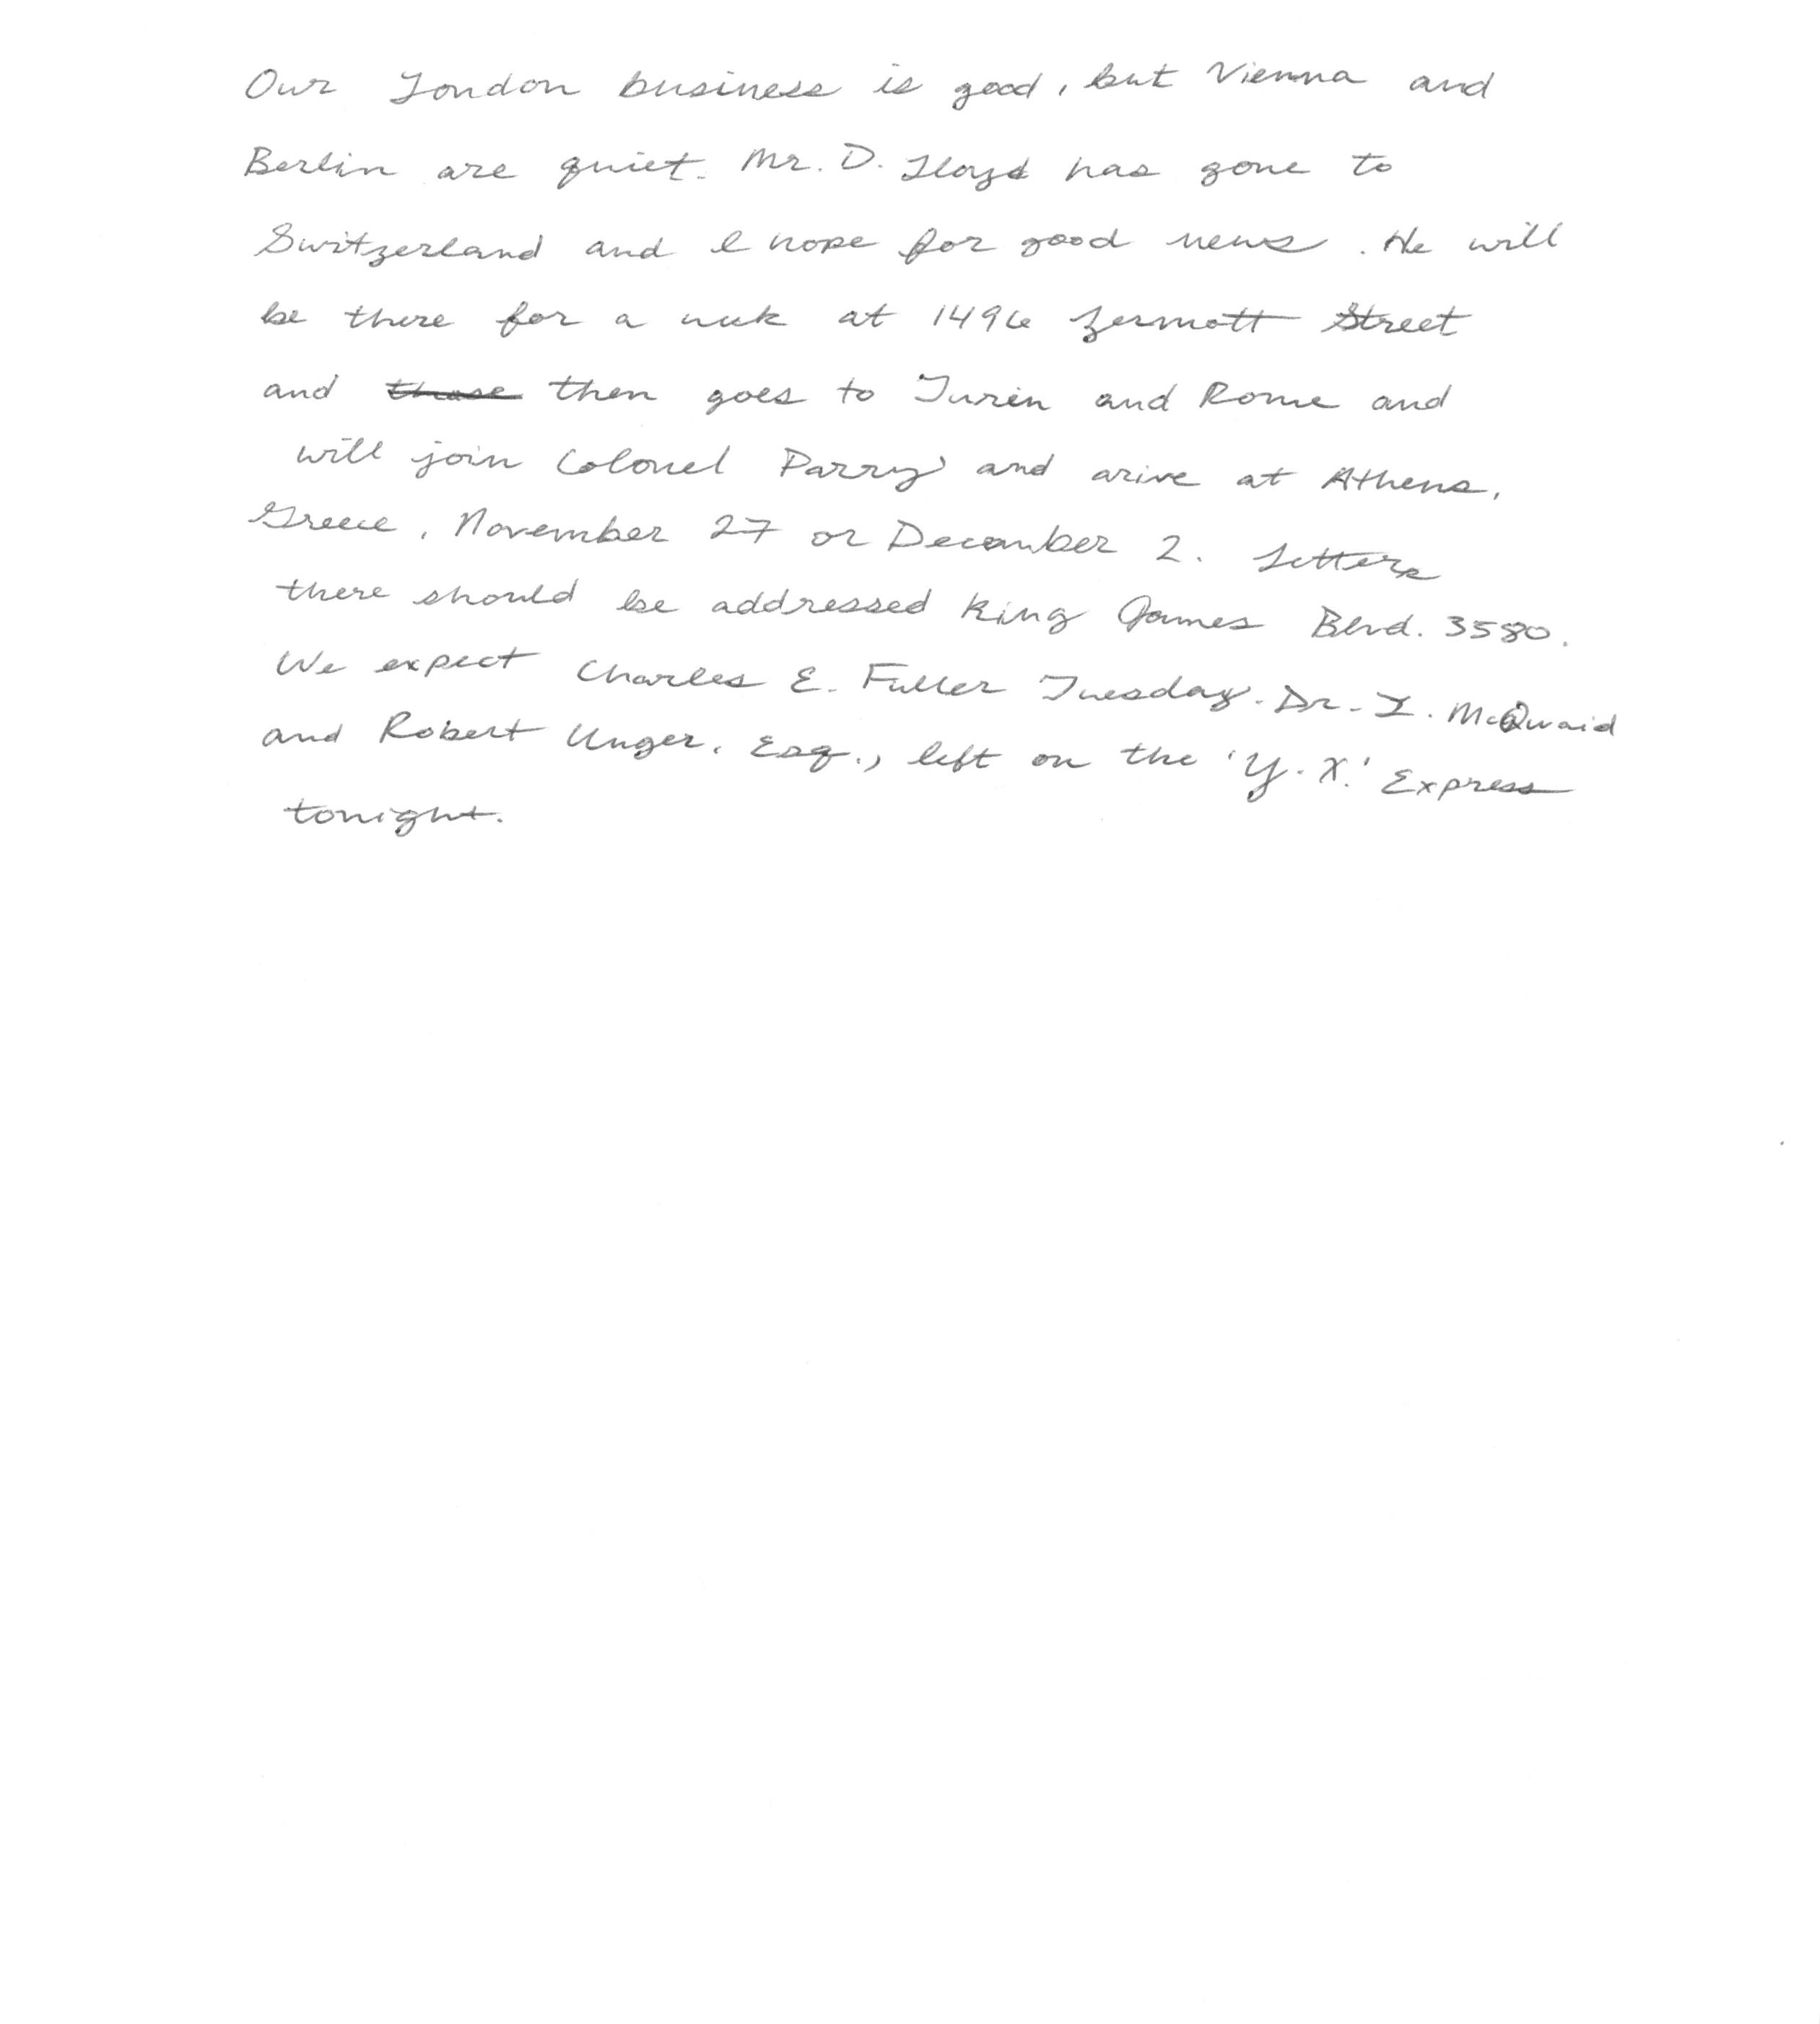 Our London business is good, but Vienna and
Berlin are quiet. Mr. D. Lloyd has gone to
Switzerland and I hope for good news. He will
be there for a week at 1496 Zermott Street
and then goes to Turin and Rome and
will join Colonel Parry and arive at Athens,
Greece, November 27 or December 2. Letters
there should be addressed King James Blvd. 3580.
We expect Charles E. Fuller Tuesday. Dr. L. McQuaid
and Robert Unger, Esq., left on the 'Y. X.' Express
tonight.